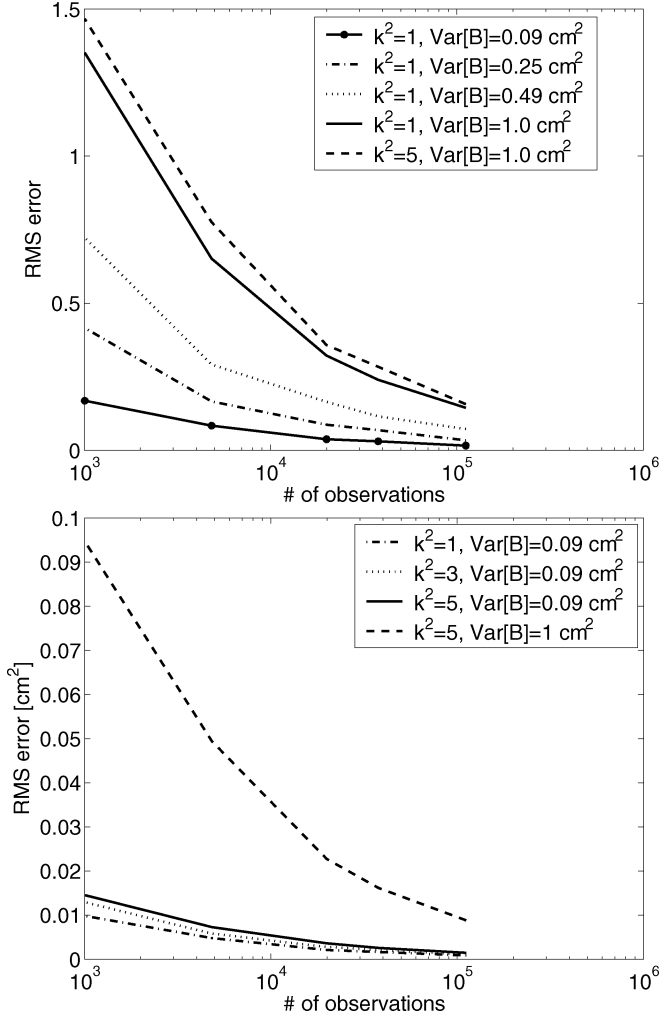 1.5
k²=1, Var[B]=0.09 cm²
k²=1, Var[B]=0.25 cm²
k²=1, Var[B]=0.49 cm²
k²=1, Var[B]=1.0 cm²
k²=5, Var[B]=1.0 cm²
1
RMS error
0.5
0
10³ 10⁴ 10⁵ 10⁶
# of observations
0.1
k²=1, Var[B]=0.09 cm²
k²=3, Var[B]=0.09 cm²
k²=5, Var[B]=0.09 cm²
k²=5, Var[B]=1 cm²
0.09
0.08
0.07
0.06
0.05
RMS error [cm²]
0.04
0.03
0.02
0.01
0
10³ 10⁴ 10⁵ 10⁶
# of observations